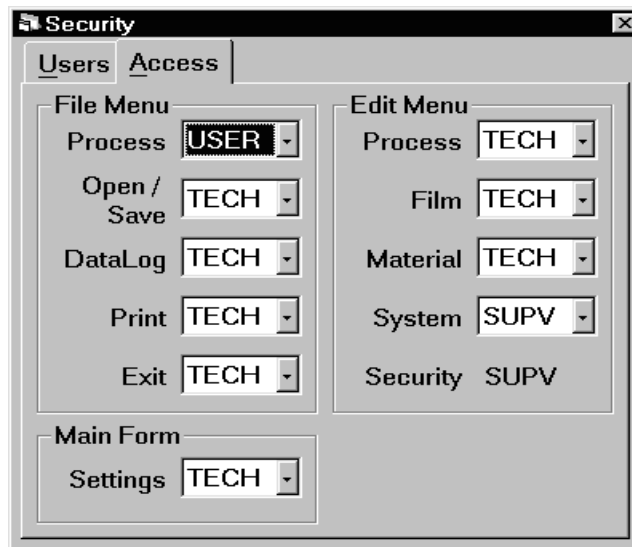 Security
Users Access
File Menu
Process USER
Open /
Save TECH
DataLog TECH
Print TECH
Exit TECH
Edit Menu
Process TECH
Film TECH
Material TECH
System SUPV
Security SUPV
Main Form
Settings TECH